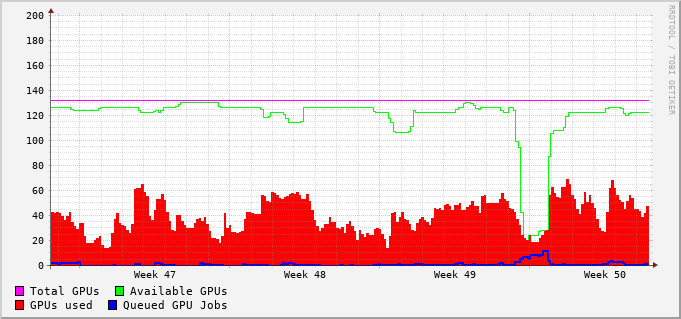 200
180
160
140
120
100
80
60
40
20
0
Week 47 Week 48 Week 49 Week 50
Total GPUs Available GPUs
GPUs used Queued GPU Jobs
RRDTOOL / TOBI OETIKER